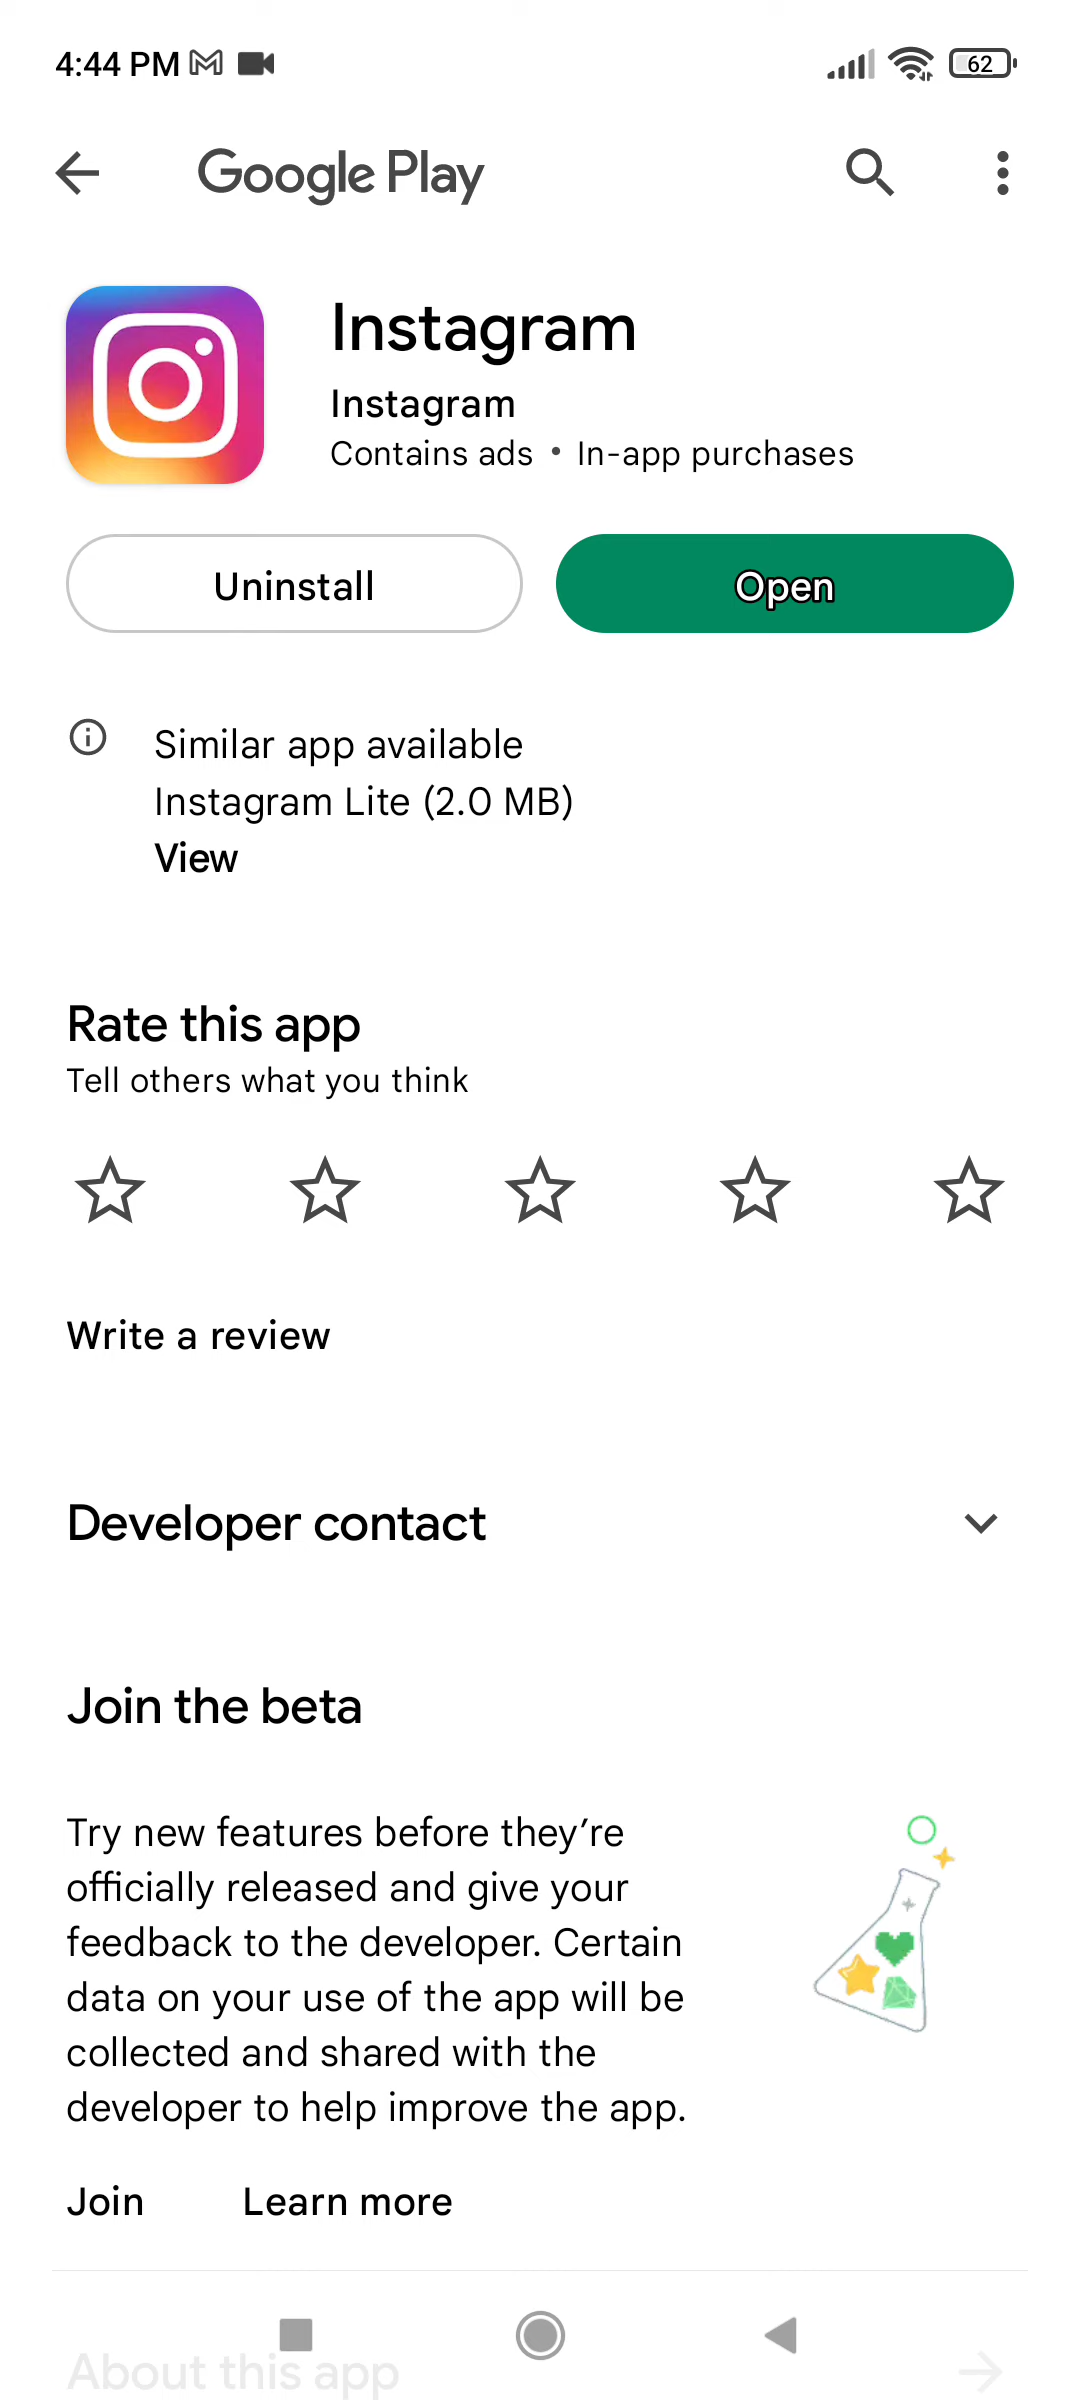 4:44 PM
62
Google Play
Instagram
Instagram
Contains ads • In-app purchases
Uninstall
Open
Similar app available
Instagram Lite (2.0 MB)
View
Rate this app
Tell others what you think
Write a review
Developer contact
Join the beta
Try new features before they’re
officially released and give your
feedback to the developer. Certain
data on your use of the app will be
collected and shared with the
developer to help improve the app.
Join
Learn more
About this app